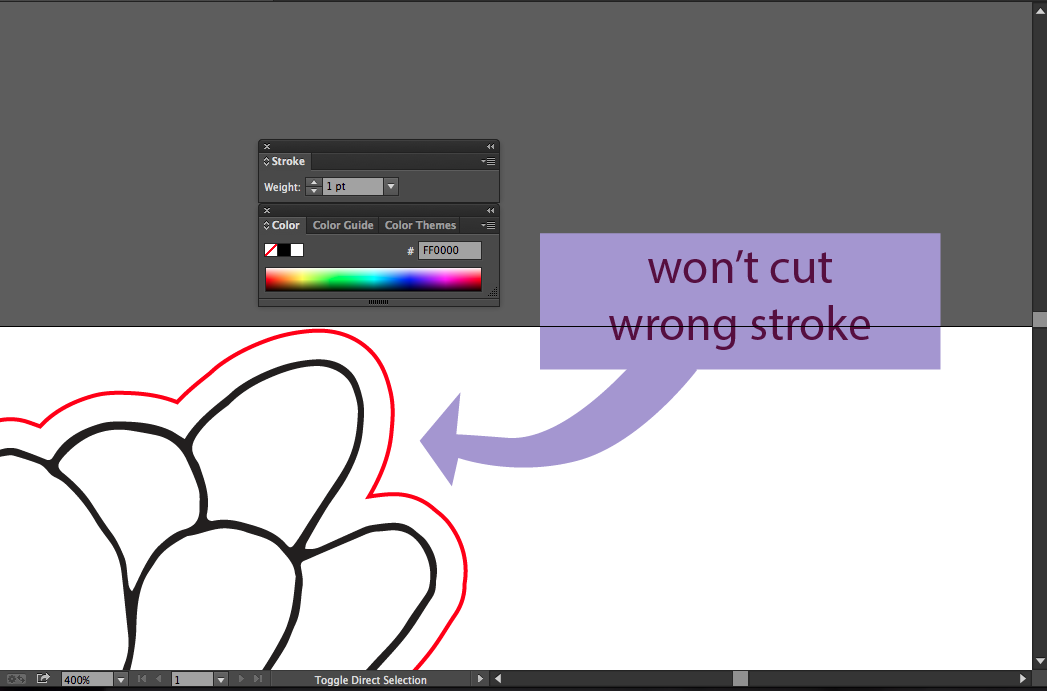 Stroke
Weight: 1 pt
Color Color Guide Color Themes
# FF0000
won't cut
wrong stroke
400% 1 Toggle Direct Selection